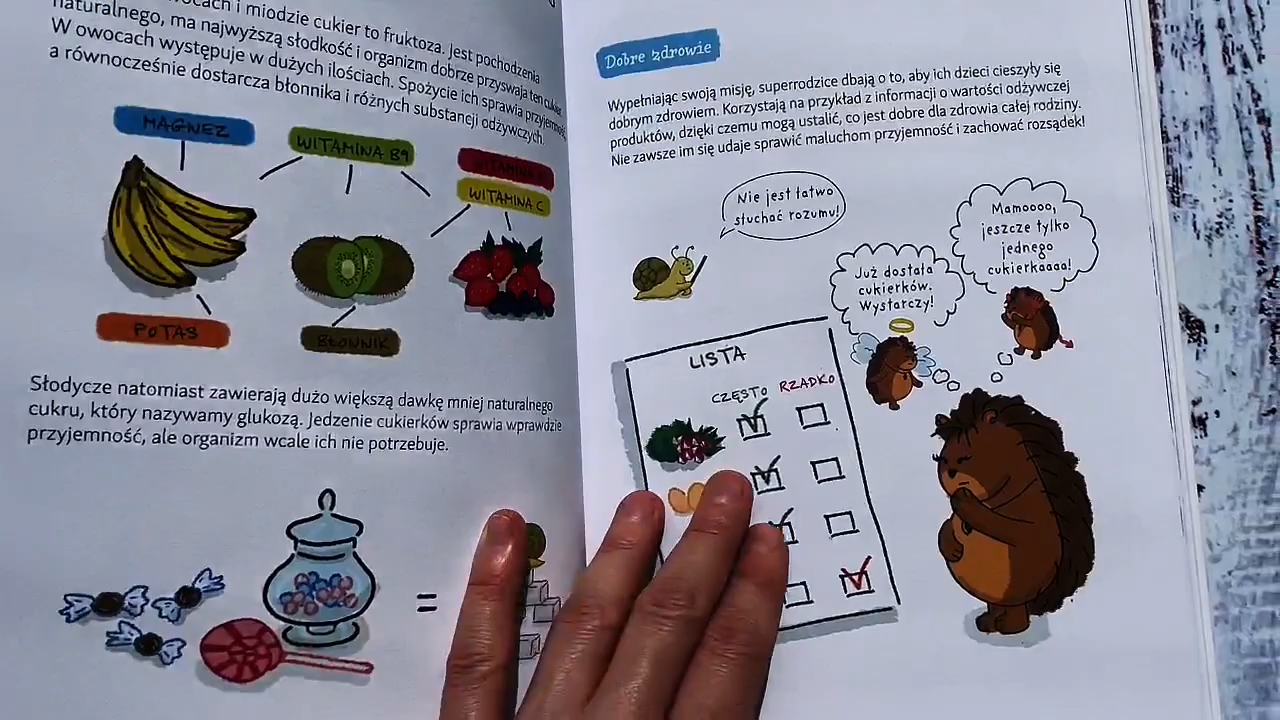 owocach i miodzie cukier to fruktoza. Jest pochodzenia
naturalnego, ma najwyższą słodkość i organizm dobrze przyswaja ten cukier.
W owocach występuje w dużych ilościach. Spożycie ich sprawia przyjemność,
a równocześnie dostarcza błonnika i różnych substancji odżywczych.
MAGNEZ
WITAMINA B9
WITAMINA
WITAMINA C
POTAS
BŁONNIK
Słodycze natomiast zawierają dużo większą dawkę mniej naturalnego
cukru, który nazywamy glukozą. Jedzenie cukierków sprawia wprawdzie
przyjemność, ale organizm wcale ich nie potrzebuje.
=
Dobre zdrowie
Wypełniając swoją misję, superrodzice dbają o to, aby ich dzieci cieszyły się
dobrym zdrowiem. Korzystają na przykład z informacji o wartości odżywczej
produktów, dzięki czemu mogą ustalić, co jest dobre dla zdrowia całej rodziny.
Nie zawsze im się udaje sprawić maluchom przyjemność i zachować rozsądek!
Nie jest łatwo
słuchać rozumu!
Mamoooo,
jeszcze tylko
jednego
cukierkaaaa!
Już dostała
cukierków.
Wystarczy!
LISTA
CZĘSTO RZADKO